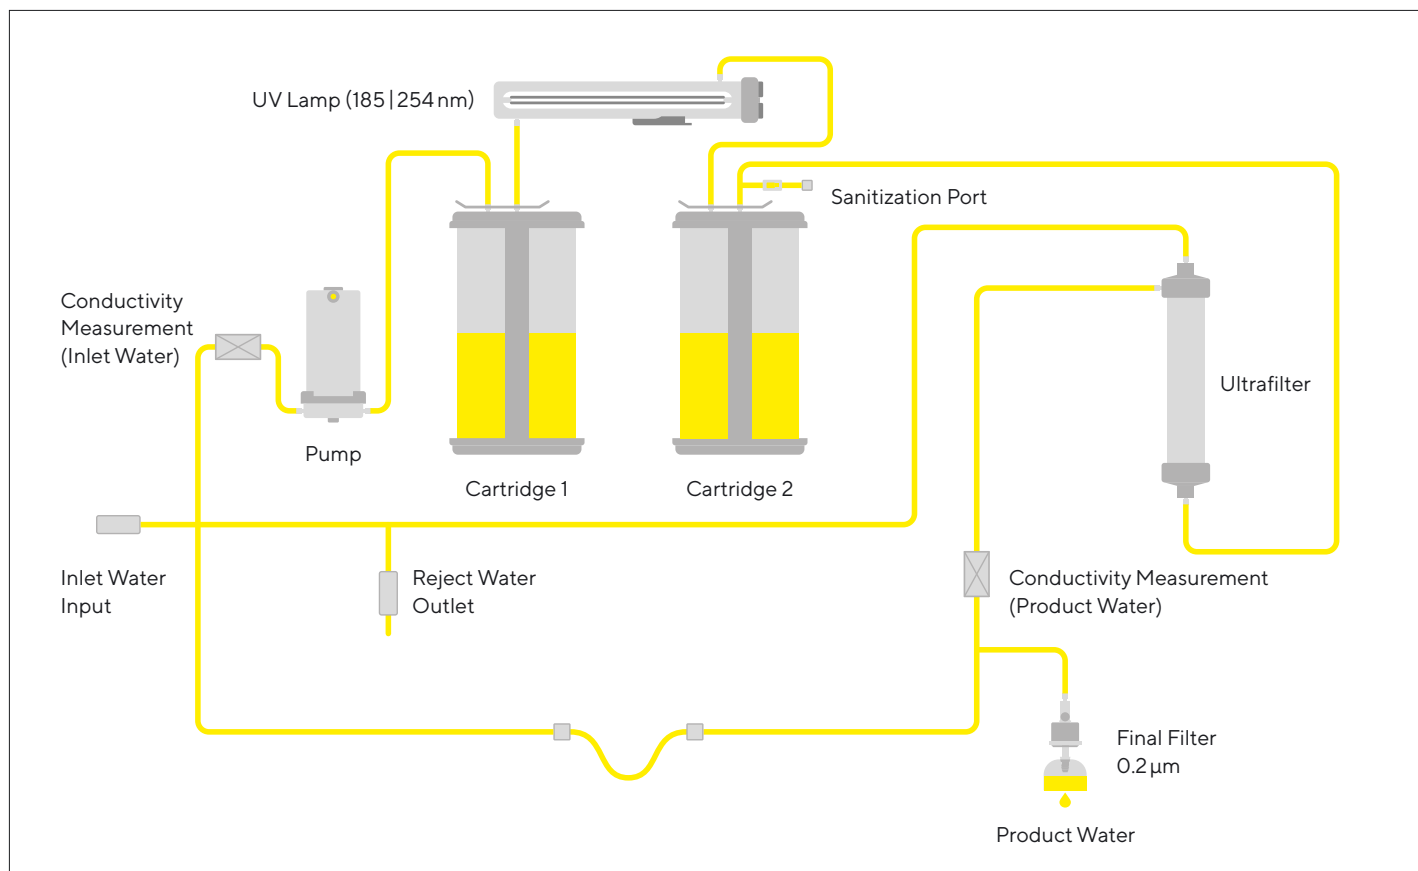 UV Lamp (185 | 254 nm)
Sanitization Port
Conductivity
Measurement
(Inlet Water)
Ultrafilter
Pump
Cartridge 1
Cartridge 2
Inlet Water
Input
Reject Water
Outlet
Conductivity Measurement
(Product Water)
Final Filter
0.2 µm
Product Water